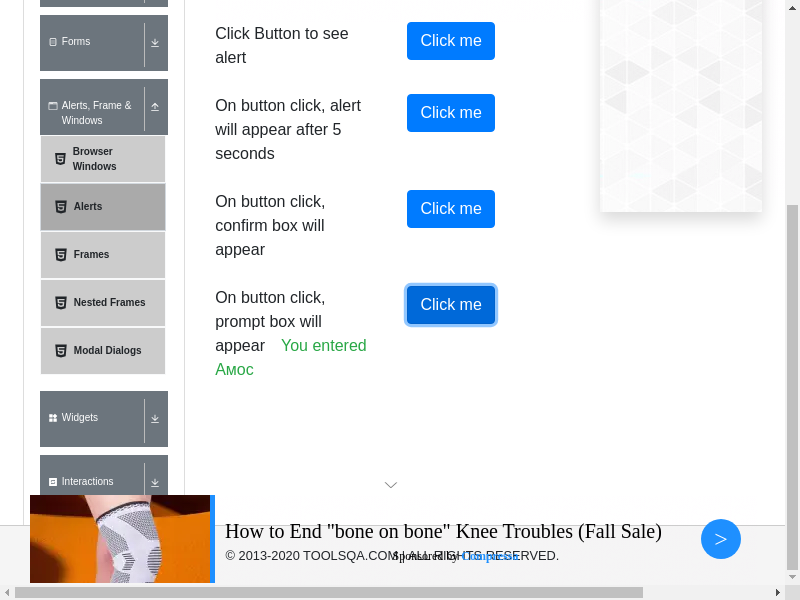 Forms
Alerts, Frame &
Windows
Browser
Windows
Alerts
Frames
Nested Frames
Modal Dialogs
Widgets
Interactions
Click Button to see
alert
Click me
On button click, alert
will appear after 5
seconds
Click me
On button click,
confirm box will
appear
Click me
On button click,
prompt box will
appear You entered
Амос
Click me
How to End "bone on bone" Knee Troubles (Fall Sale)
>
© 2013-2020 TOOLSQA.COM | ALL RIGHTS RESERVED.
Sponsored by